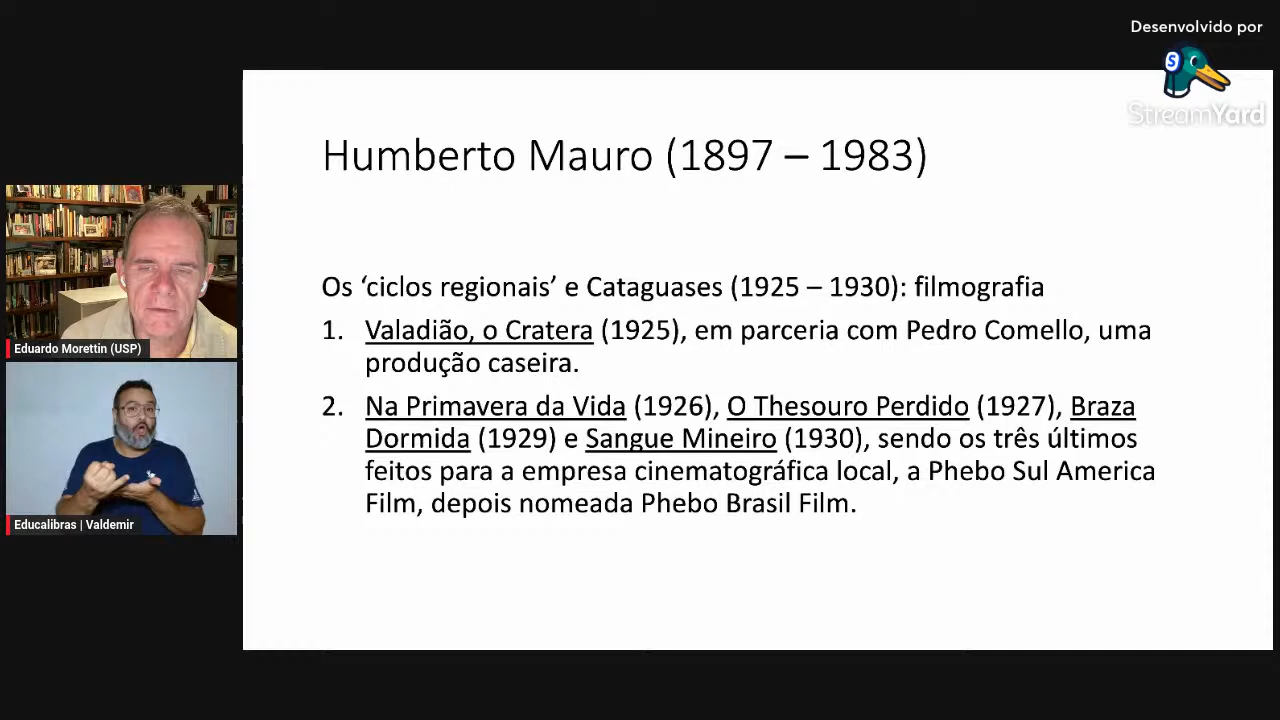 Desenvolvido por
S
StreamYard
Humberto Mauro (1897 – 1983)
Os ‘ciclos regionais’ e Cataguases (1925 – 1930): filmografia
1. Valadião, o Cratera (1925), em parceria com Pedro Comello, uma
produção caseira.
2. Na Primavera da Vida (1926), O Thesouro Perdido (1927), Braza
Dormida (1929) e Sangue Mineiro (1930), sendo os três últimos
feitos para a empresa cinematográfica local, a Phebo Sul America
Film, depois nomeada Phebo Brasil Film.
Eduardo Morettin (USP)
Educalibras | Valdemir